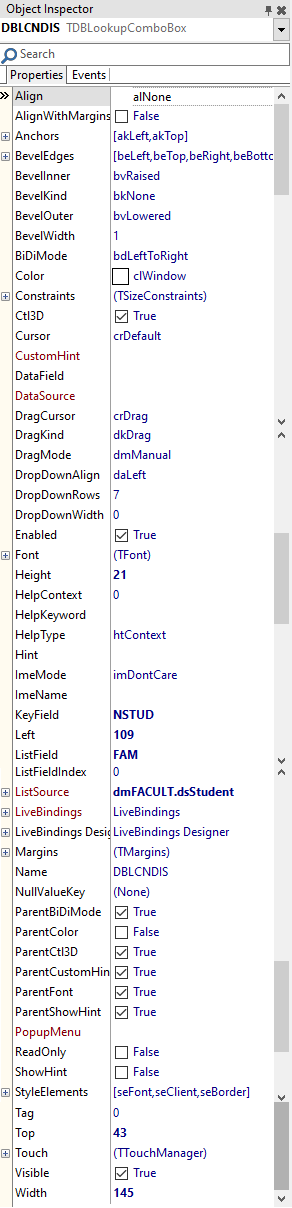 Object Inspector
DBLCNDIS TDBLookupComboBox
Search
Properties Events
Align alNone
AlignWithMargins False
Anchors [akLeft,akTop]
BevelEdges [beLeft,beTop,beRight,beBotto
BevelInner bvRaised
BevelKind bkNone
BevelOuter bvLowered
BevelWidth 1
BiDiMode bdLeftToRight
Color clWindow
Constraints (TSizeConstraints)
Ctl3D True
Cursor crDefault
CustomHint
DataField
DataSource
DragCursor crDrag
DragKind dkDrag
DragMode dmManual
DropDownAlign daLeft
DropDownRows 7
DropDownWidth 0
Enabled True
Font (TFont)
Height 21
HelpContext 0
HelpKeyword
HelpType htContext
Hint
ImeMode imDontCare
ImeName
KeyField NSTUD
Left 109
ListField FAM
ListFieldIndex 0
ListSource dmFACULT.dsStudent
LiveBindings LiveBindings
LiveBindings Desig LiveBindings Designer
Margins (TMargins)
Name DBLCNDIS
NullValueKey (None)
ParentBiDiMode True
ParentColor False
ParentCtl3D True
ParentCustomHin True
ParentFont True
ParentShowHint True
PopupMenu
ReadOnly False
ShowHint False
StyleElements [seFont,seClient,seBorder]
Tag 0
Top 43
Touch (TTouchManager)
Visible True
Width 145